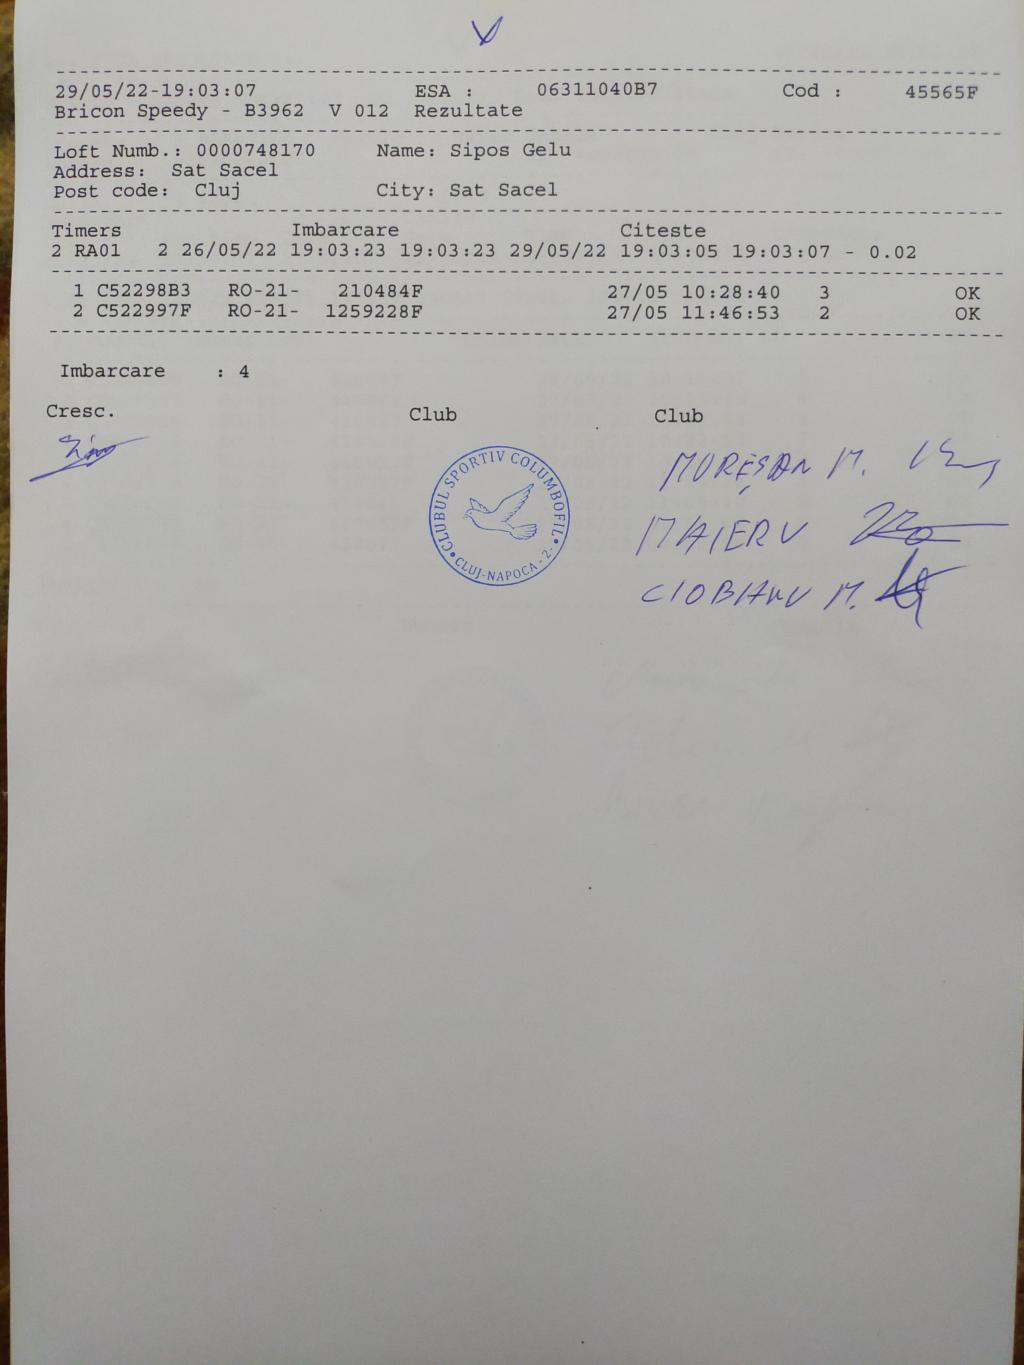 29/05/22-19:03:07 ESA : 06311040B7 Cod : 45565F
Bricon Speedy - B3962 V 012 Rezultate
Loft Numb.: 0000748170 Name: Sipos Gelu
Address: Sat Sacel
Post code: Cluj City: Sat Sacel
Timers Imbarcare Citeste
2 RA01 2 26/05/22 19:03:23 19:03:23 29/05/22 19:03:05 19:03:07 - 0.02
1 C52298B3 RO-21- 210484F 27/05 10:28:40 3 OK
2 C522997F RO-21- 1259228F 27/05 11:46:53 2 OK
Imbarcare : 4
Cresc. Club Club
CLUBUL SPORTIV COLUMBOFIL
CLUJ-NAPOCA - 2 -
MUREȘAN M.
MAIERU
CIOBANU M.